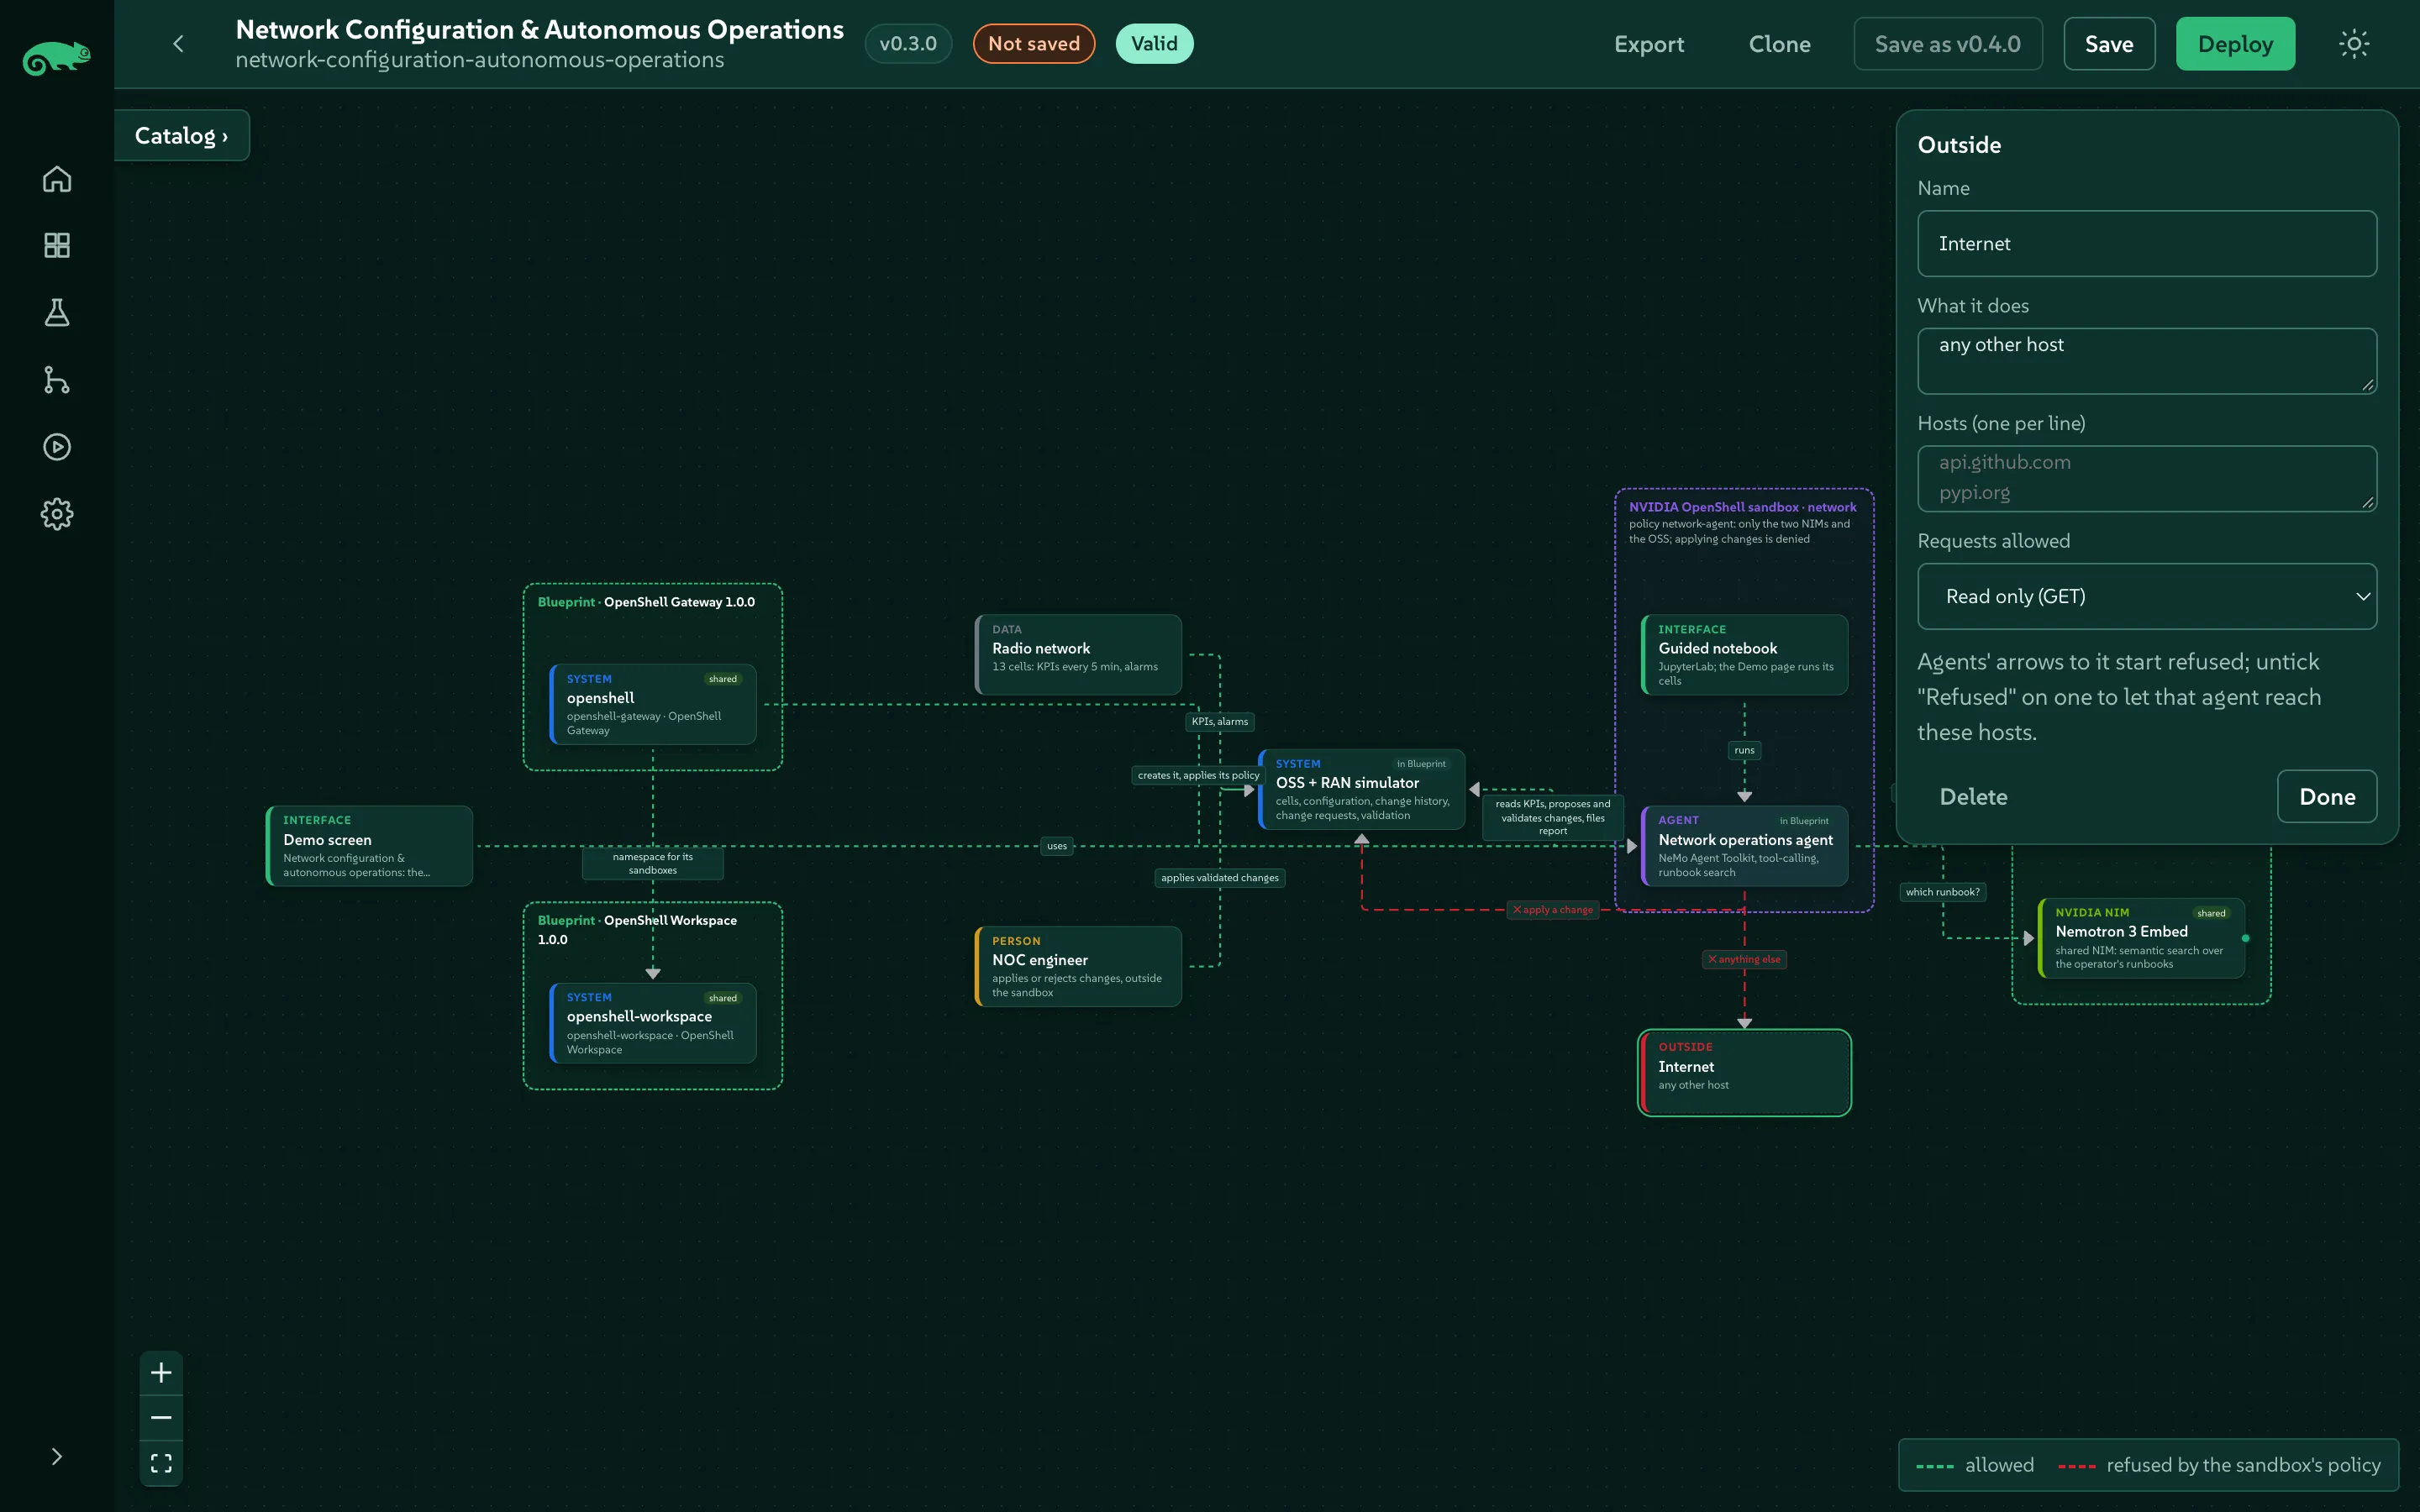 Network Configuration & Autonomous Operations
network-configuration-autonomous-operations
v0.3.0
Not saved
Valid
Export
Clone
Save as v0.4.0
Save
Deploy
Catalog ›
Outside
Name
Internet
What it does
any other host
Hosts (one per line)
api.github.com
pypi.org
Requests allowed
Read only (GET)
Agents' arrows to it start refused; untick
"Refused" on one to let that agent reach
these hosts.
Delete
Done
Blueprint · OpenShell Gateway 1.0.0
SYSTEM
shared
openshell
openshell-gateway · OpenShell
Gateway
INTERFACE
Demo screen
Network configuration &
autonomous operations: the...
namespace for its
sandboxes
Blueprint · OpenShell Workspace
1.0.0
SYSTEM
shared
openshell-workspace
openshell-workspace · OpenShell
Workspace
DATA
Radio network
13 cells: KPIs every 5 min, alarms
KPIs, alarms
creates it, applies its policy
uses
applies validated changes
PERSON
NOC engineer
applies or rejects changes, outside
the sandbox
SYSTEM
in Blueprint
OSS + RAN simulator
cells, configuration, change history,
change requests, validation
reads KPIs, proposes and
validates changes, files
report
NVIDIA OpenShell sandbox · network
policy network-agent: only the two NIMs and
the OSS; applying changes is denied
INTERFACE
Guided notebook
JupyterLab; the Demo page runs its
cells
runs
AGENT
in Blueprint
Network operations agent
NeMo Agent Toolkit, tool-calling,
runbook search
✕ apply a change
✕ anything else
OUTSIDE
Internet
any other host
which runbook?
NVIDIA NIM
shared
Nemotron 3 Embed
shared NIM: semantic search over
the operator's runbooks
allowed
refused by the sandbox's policy